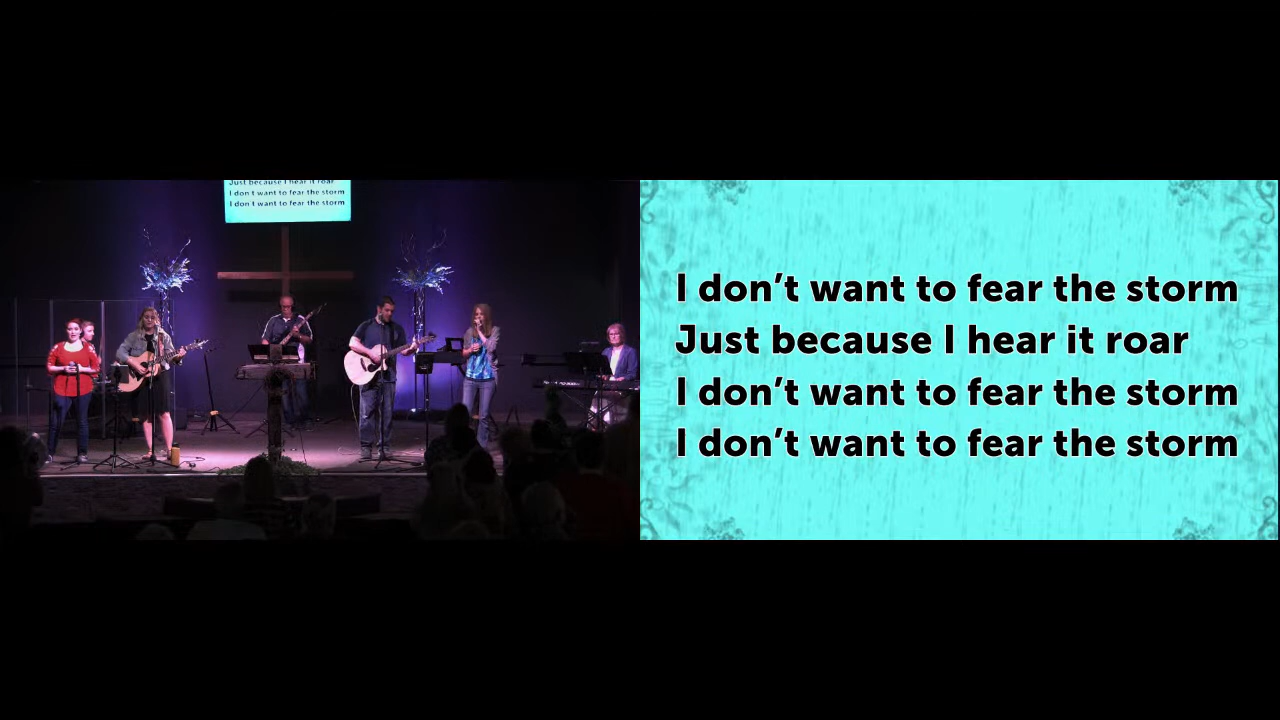 Just because I hear it roar
I don't want to fear the storm
I don't want to fear the storm
I don’t want to fear the storm
Just because I hear it roar
I don’t want to fear the storm
I don’t want to fear the storm